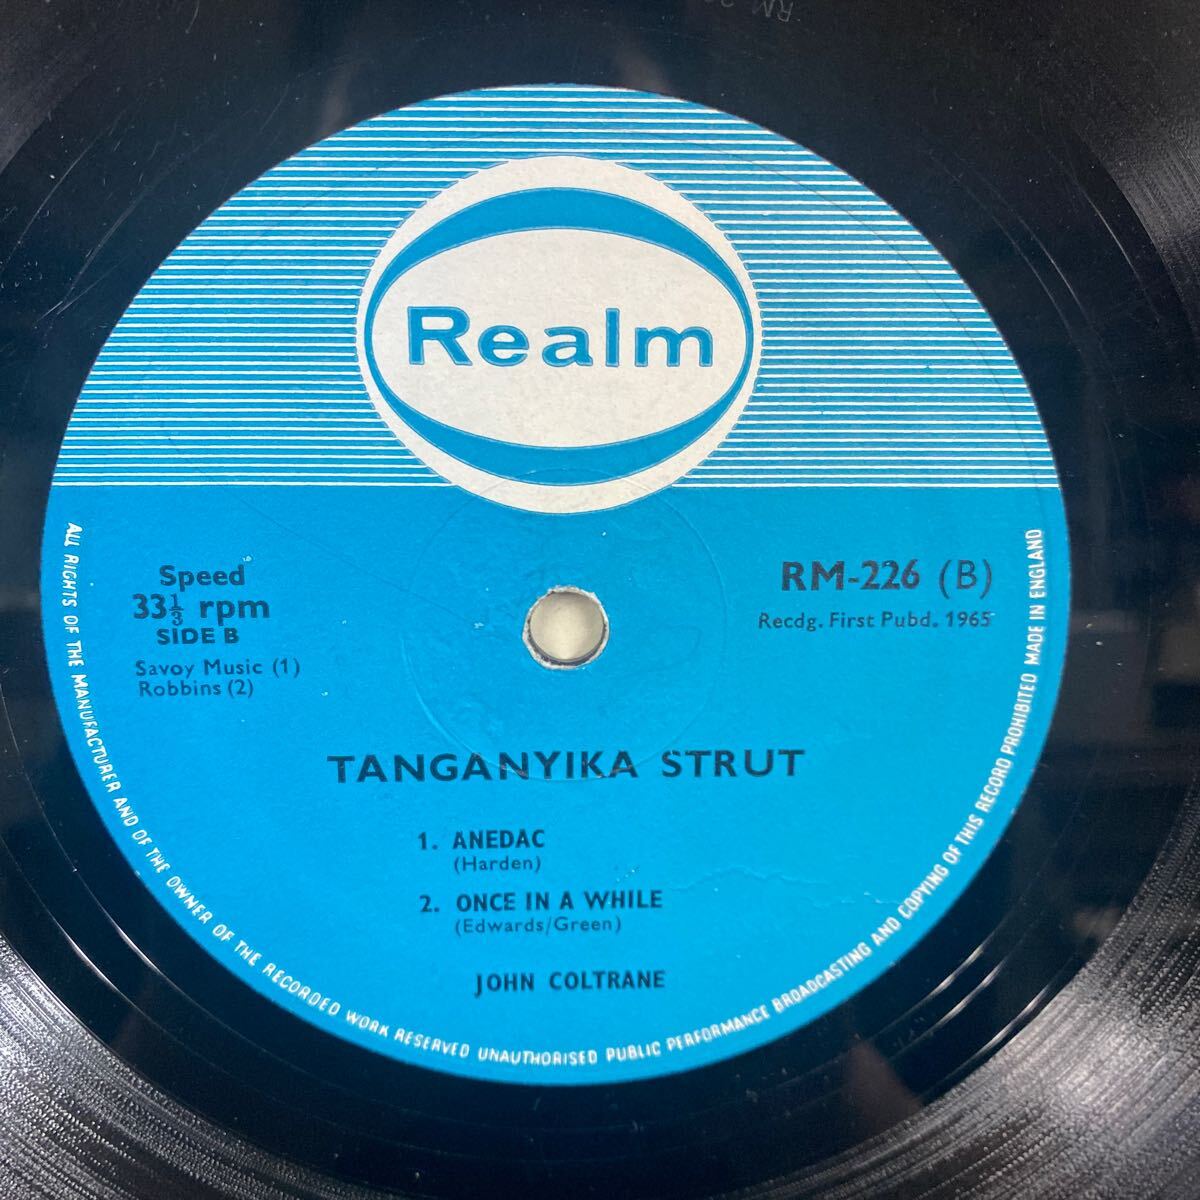 Realm
Speed
33⅓ rpm
SIDE B
Savoy Music (1)
Robbins (2)
RM-226 (B)
Recdg. First Pubd. 1965
TANGANYIKA STRUT
1. ANEDAC
(Harden)
2. ONCE IN A WHILE
(Edwards/Green)
JOHN COLTRANE
ALL RIGHTS OF THE MANUFACTURER AND OF THE OWNER OF THE RECORDED WORK RESERVED UNAUTHORISED PUBLIC PERFORMANCE BROADCASTING AND COPYING OF THIS RECORD PROHIBITED MADE IN ENGLAND